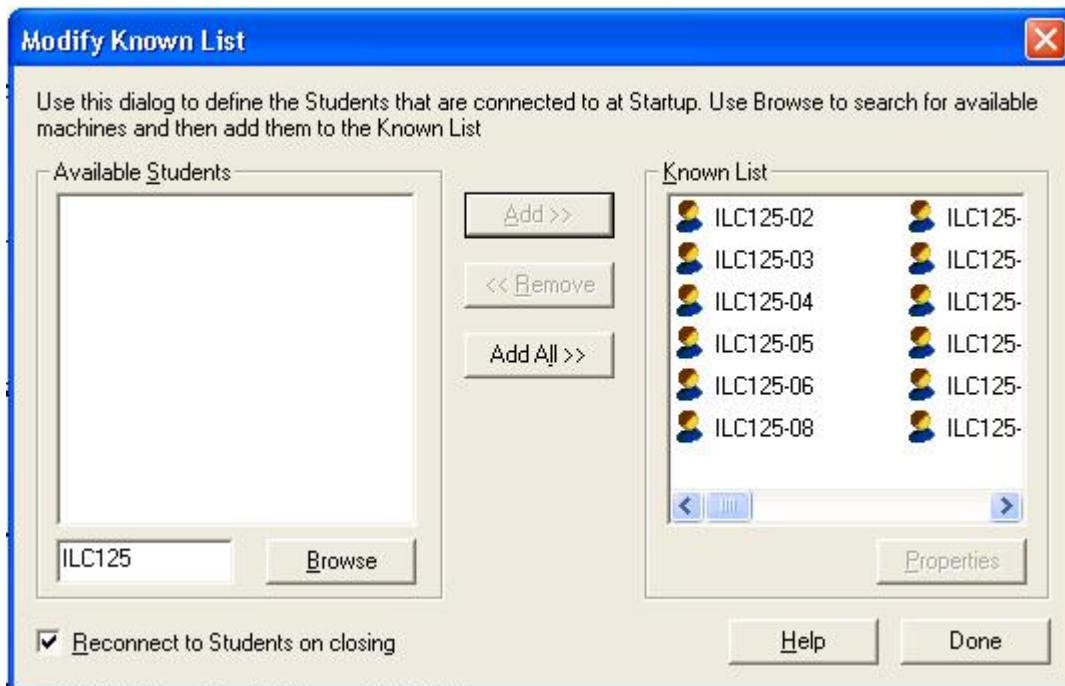 Modify Known List
Use this dialog to define the Students that are connected to at Startup. Use Browse to search for available
machines and then add them to the Known List
Available Students
Add >>
<< Remove
Add All >>
ILC125
Browse
Known List
ILC125-02
ILC125-
ILC125-03
ILC125-
ILC125-04
ILC125-
ILC125-05
ILC125-
ILC125-06
ILC125-
ILC125-08
ILC125-
Properties
Reconnect to Students on closing
Help
Done